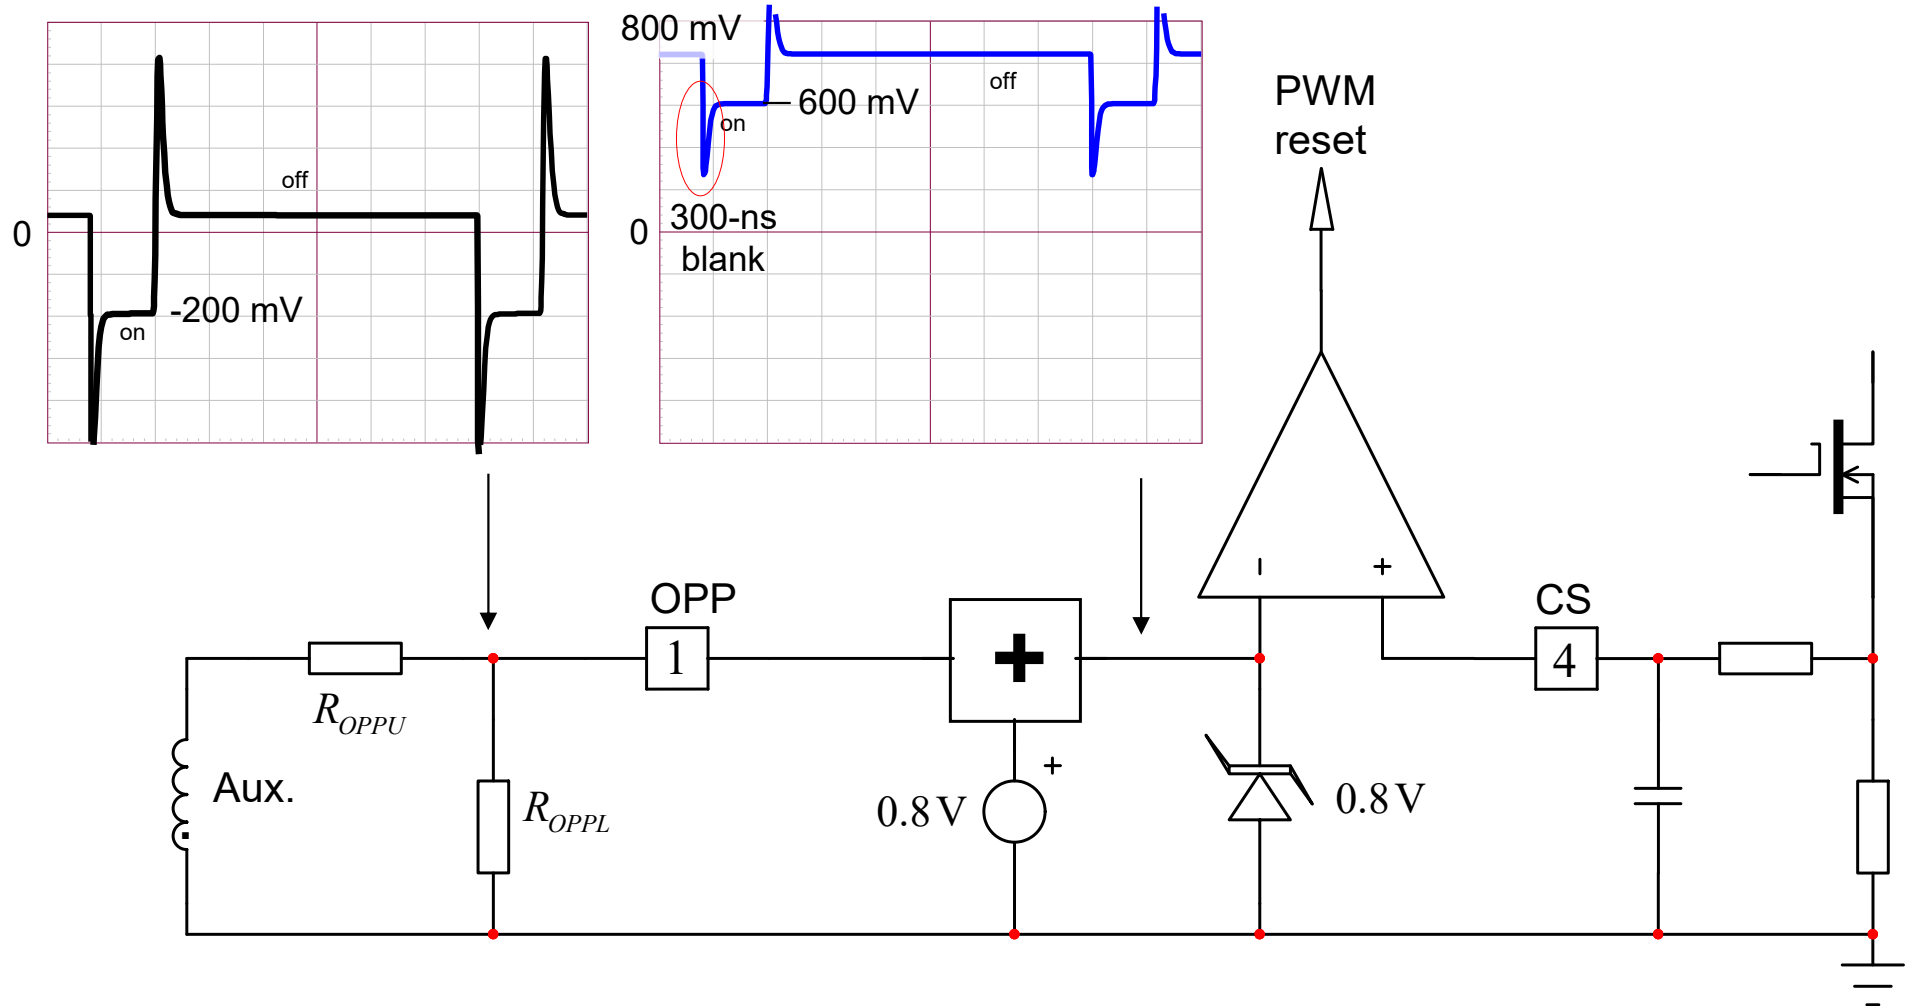 800 mV
off
off
600 mV
on
PWM
reset
0
0
300-ns
blank
-200 mV
on
OPP
CS
1
4
R_OPPU
Aux.
R_OPPL
0.8 V
+
0.8 V
+
-
+